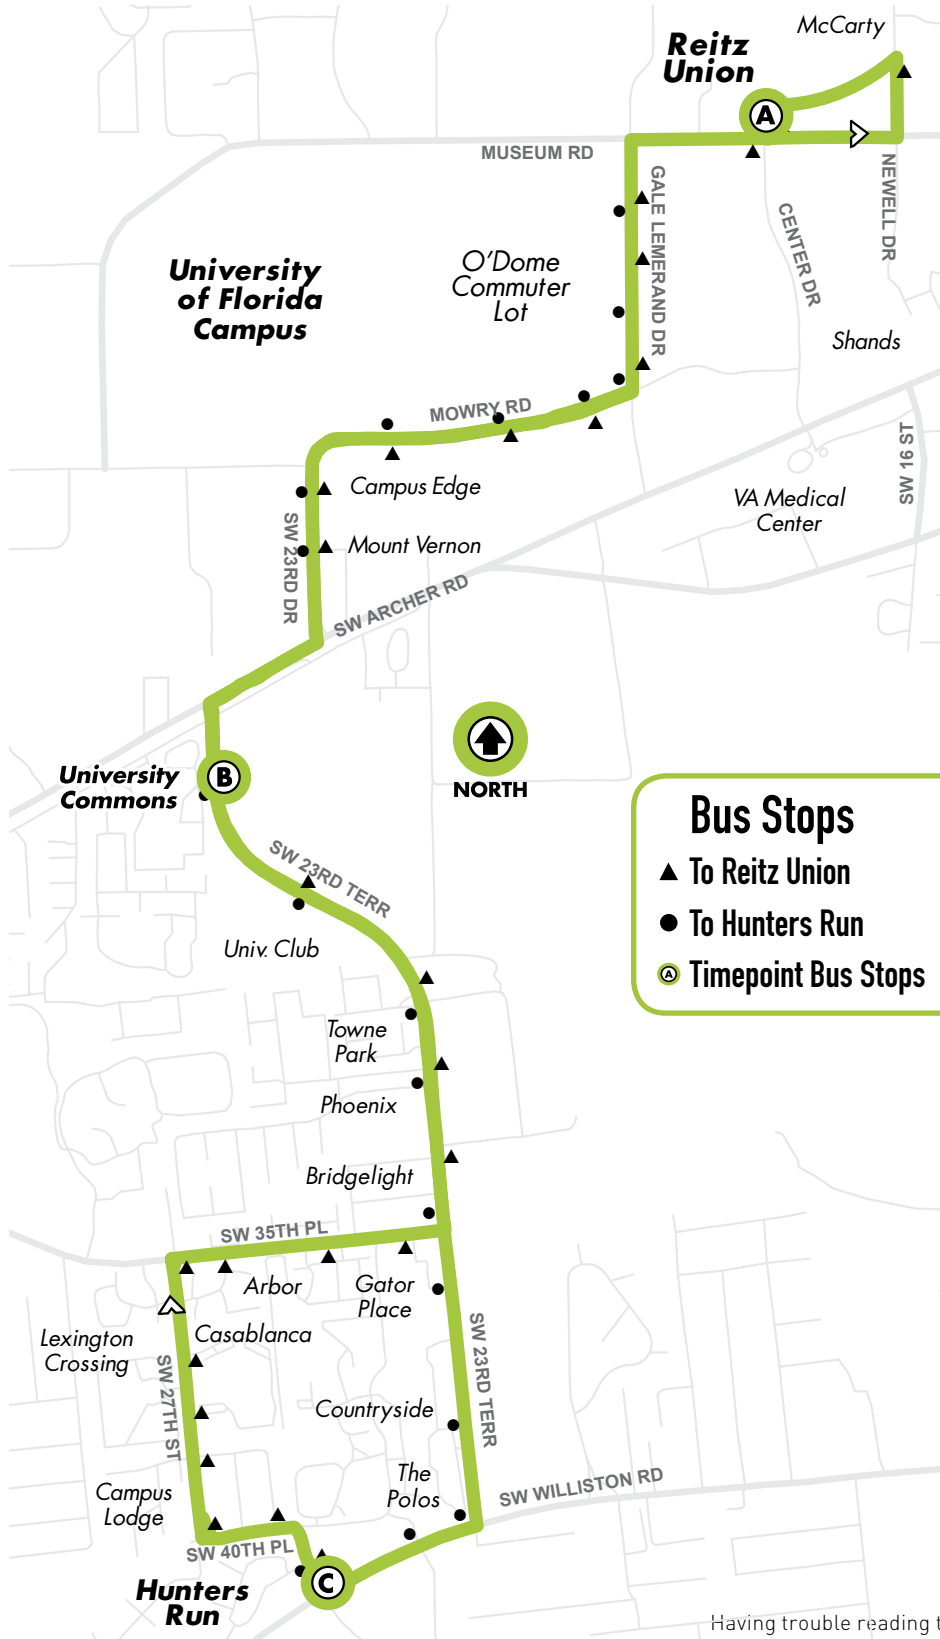 McCarty
Reitz
Union
A
MUSEUM RD
GALE LEMERAND DR
CENTER DR
NEWELL DR
University
of Florida
Campus
O'Dome
Commuter
Lot
Shands
MOWRY RD
SW 16 ST
Campus Edge
VA Medical
Center
SW 23RD DR
Mount Vernon
SW ARCHER RD
NORTH
University
Commons
B
Bus Stops
To Reitz Union
To Hunters Run
A Timepoint Bus Stops
SW 23RD TERR
Univ. Club
Towne
Park
Phoenix
Bridgelight
SW 35TH PL
Arbor
Gator
Place
Lexington
Crossing
Casablanca
SW 27TH ST
SW 23RD TERR
Countryside
The
Polos
Campus
Lodge
SW WILLISTON RD
SW 40TH PL
Hunters
Run
C
Having trouble reading t